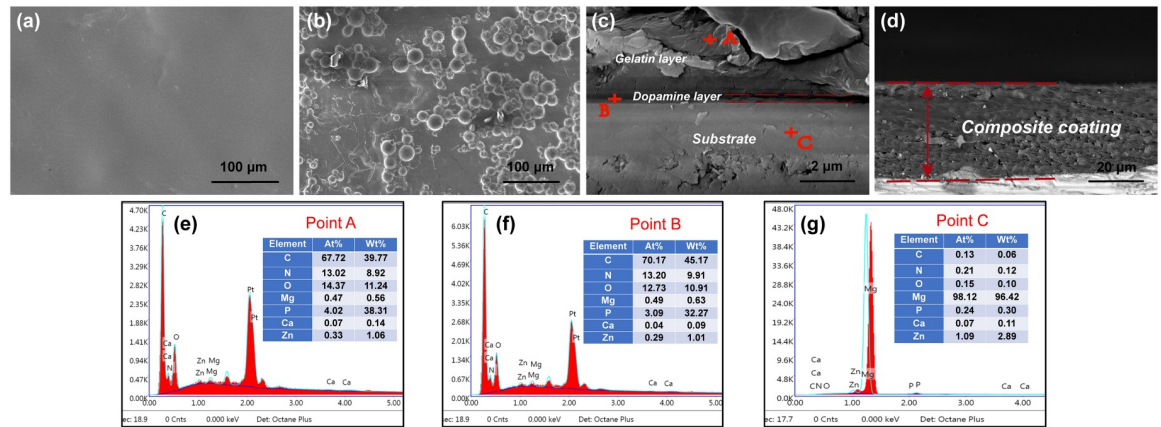 (a)
100 μm
(b)
100 μm
(c)
A
Gelatin layer
Dopamine layer
B
Substrate
C
2 μm
(d)
Composite coating
20 μm
(e)
Point A
4.70K
4.23K
3.76K
3.29K
2.82K
2.35K
1.88K
1.41K
0.94K
0.47K
0.00K
C
Ca
Ca
N
O
Zn
Zn
Mg
Mg
Pt
Pt
Ca
Ca
Element At% Wt%
C 67.72 39.77
N 13.02 8.92
O 14.37 11.24
Mg 0.47 0.56
P 4.02 38.31
Ca 0.07 0.14
Zn 0.33 1.06
0.00 1.00 2.00 3.00 4.00 5.00
ec: 18.9 0 Cnts 0.000 keV Det: Octane Plus
(f)
Point B
6.03K
5.36K
4.69K
4.02K
3.35K
2.68K
2.01K
1.34K
0.67K
0.00K
C
Ca
Ca
N
O
Zn
Zn
Mg
Mg
Pt
Pt
Ca
Ca
Element At% Wt%
C 70.17 45.17
N 13.20 9.91
O 12.73 10.91
Mg 0.49 0.63
P 3.09 32.27
Ca 0.04 0.09
Zn 0.29 1.01
0.00 1.00 2.00 3.00 4.00 5.00
ec: 18.9 0 Cnts 0.000 keV Det: Octane Plus
(g)
Point C
48.0K
43.2K
38.4K
33.6K
28.8K
24.0K
19.2K
14.4K
9.6K
4.8K
0.0K
Ca
Ca
C N O
Zn
Zn
Mg
Mg
P P
Ca
Ca
Element At% Wt%
C 0.13 0.06
N 0.21 0.12
O 0.15 0.10
Mg 98.12 96.42
P 0.24 0.30
Ca 0.07 0.11
Zn 1.09 2.89
0.00 1.00 2.00 3.00 4.00
ec: 17.7 0 Cnts 0.000 keV Det: Octane Plus